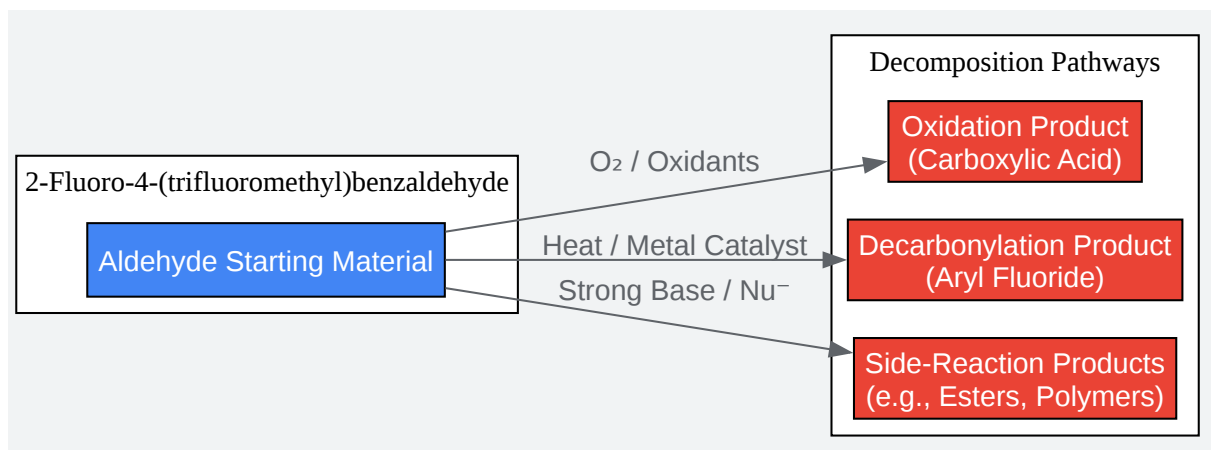 2-Fluoro-4-(trifluoromethyl)benzaldehyde
Aldehyde Starting Material
O₂ / Oxidants
Heat / Metal Catalyst
Strong Base / Nu⁻
Decomposition Pathways
Oxidation Product
(Carboxylic Acid)
Decarbonylation Product
(Aryl Fluoride)
Side-Reaction Products
(e.g., Esters, Polymers)